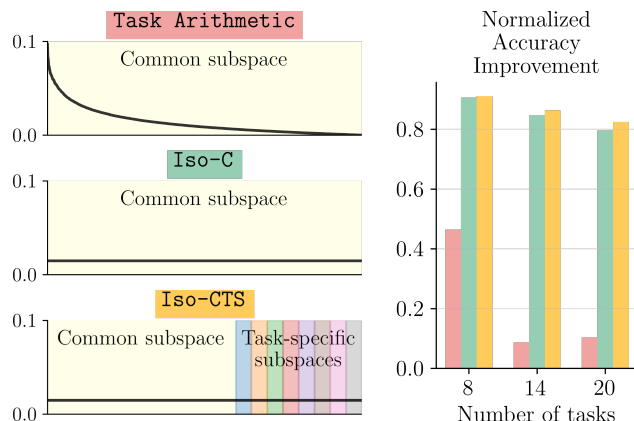 Task Arithmetic
0.1
Common subspace
0.0
Iso-C
0.1
Common subspace
0.0
Iso-CTS
0.1
Common subspace
Task-specific
subspaces
0.0
Normalized
Accuracy
Improvement
0.8
0.6
0.4
0.2
0.0
8 14 20
Number of tasks